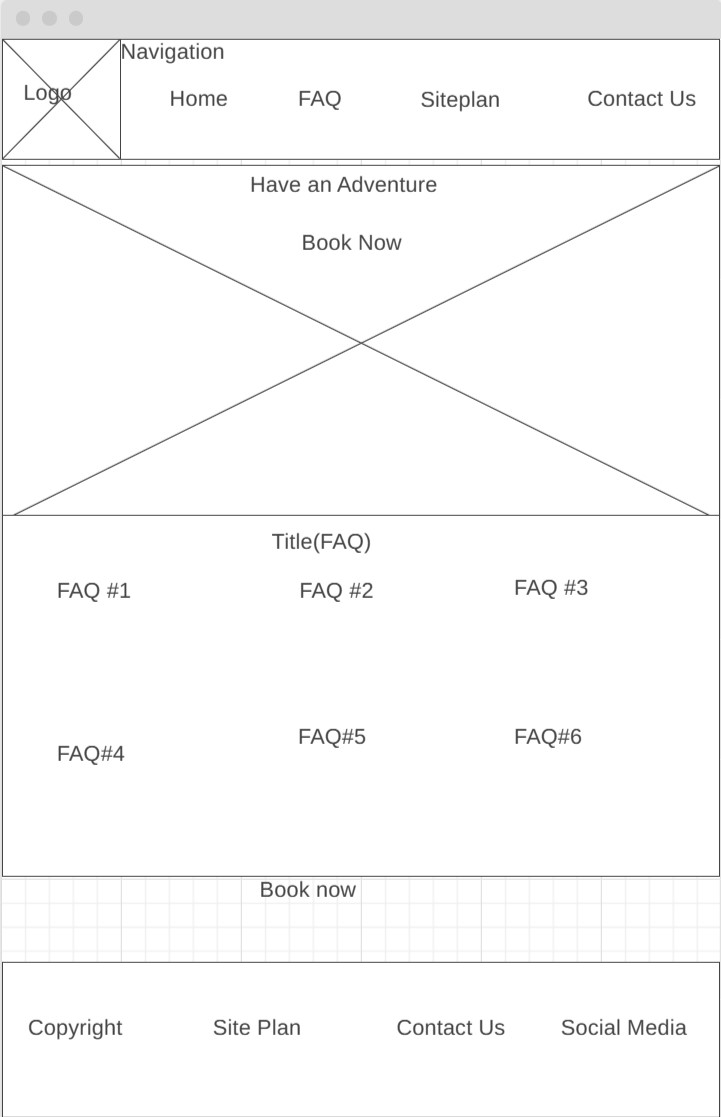 Navigation
Logo
Home FAQ Siteplan Contact Us
Have an Adventure
Book Now
Title(FAQ)
FAQ #1 FAQ #2 FAQ #3
FAQ#4 FAQ#5 FAQ#6
Book now
Copyright Site Plan Contact Us Social Media